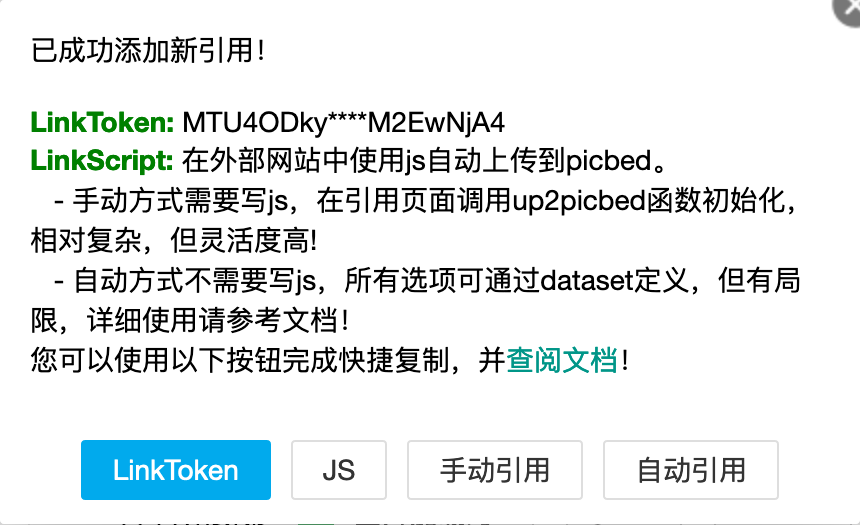 已成功添加新引用！
LinkToken: MTU4ODky****M2EwNjA4
LinkScript: 在外部网站中使用js自动上传到picbed。
- 手动方式需要写js，在引用页面调用up2picbed函数初始化，
相对复杂，但灵活度高!
- 自动方式不需要写js，所有选项可通过dataset定义，但有局
限，详细使用请参考文档！
您可以使用以下按钮完成快捷复制，并查阅文档！
LinkToken JS 手动引用 自动引用